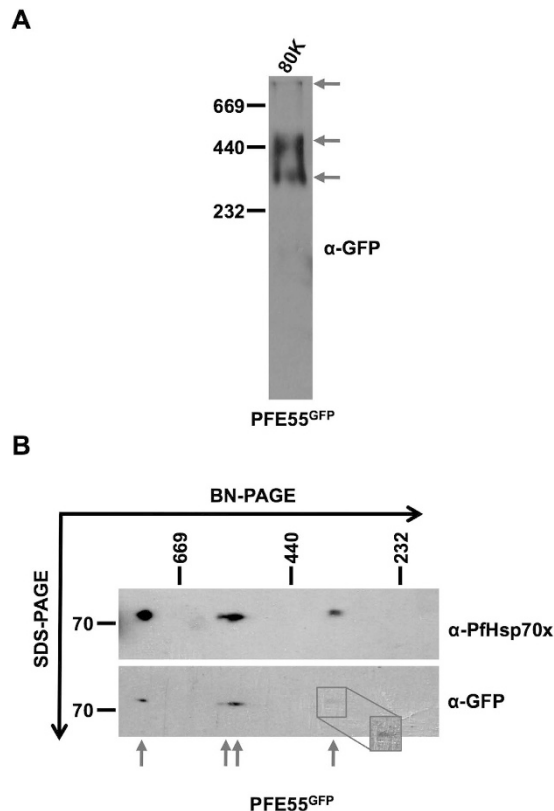 A
80K
669
440
232
α-GFP
PFE55GFP
B
BN-PAGE
669
440
232
SDS-PAGE
70
α-PfHsp70x
70
α-GFP
PFE55GFP